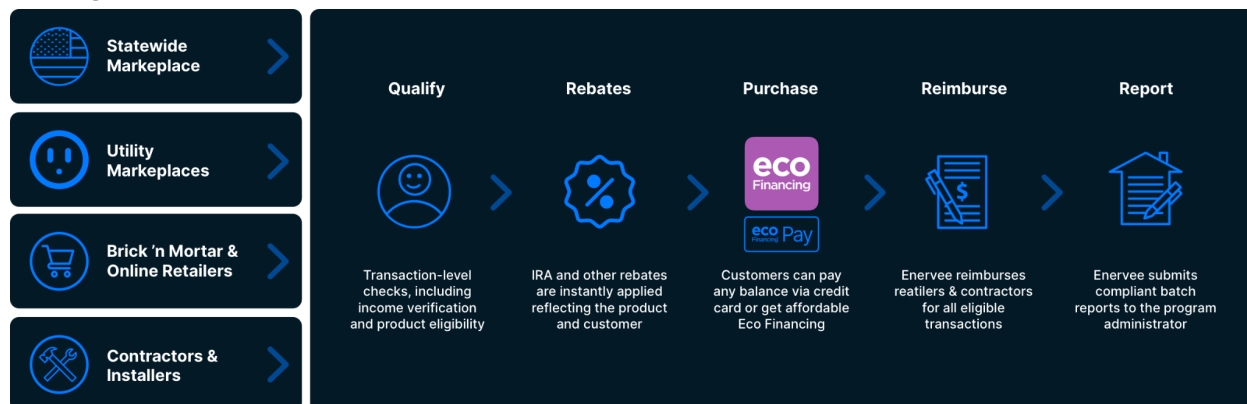 Statewide
Markeplace
Utility
Markeplaces
Brick 'n Mortar &
Online Retailers
Contractors &
Installers
Qualify
Transaction-level
checks, including
income verification
and product eligibility
Rebates
%
IRA and other rebates
are instantly applied
reflecting the product
and customer
Purchase
eco
Financing
eco Financing Pay
Customers can pay
any balance via credit
card or get affordable
Eco Financing
Reimburse
$
Enervee reimburses
reatilers & contractors
for all eligible
transactions
Report
Enervee submits
compliant batch
reports to the program
administrator